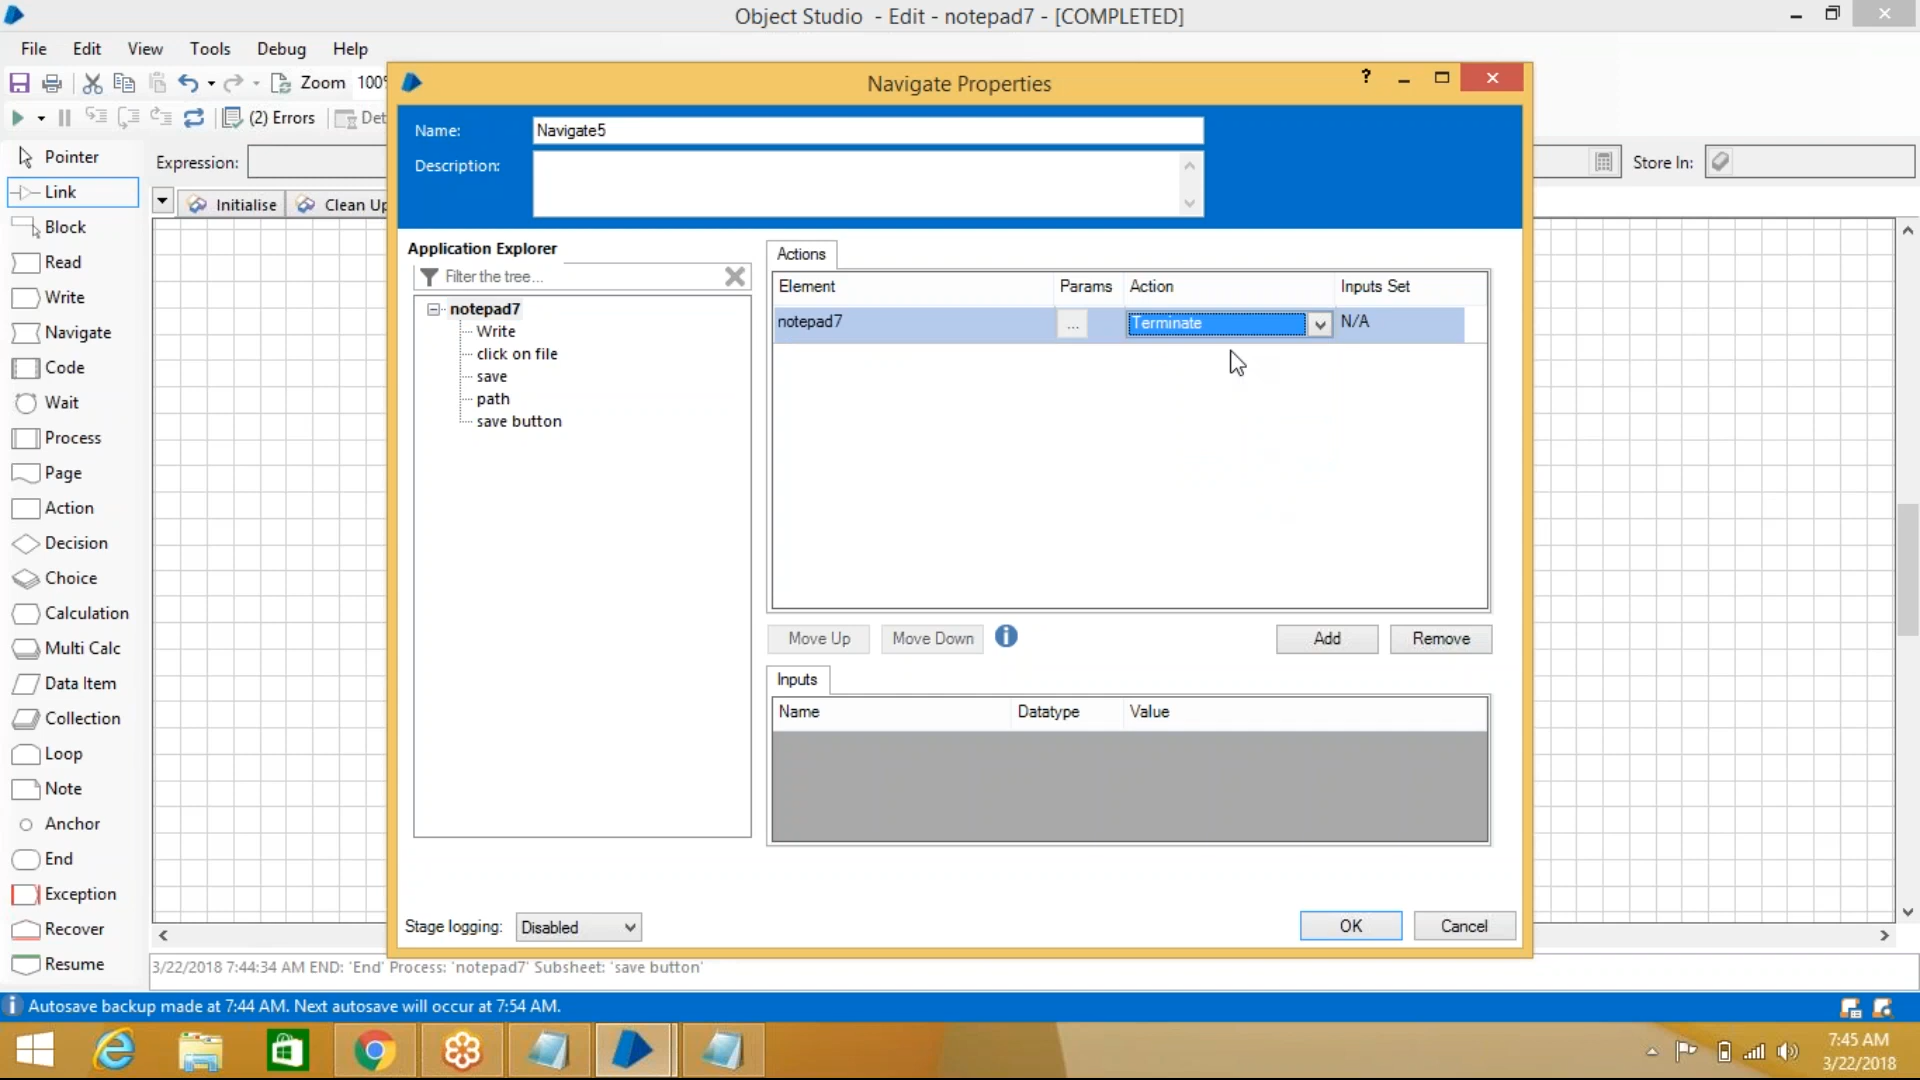 Object Studio - Edit - notepad7 - [COMPLETED]
File Edit View Tools Debug Help
Zoom 100%
(2) Errors
Expression:
Store In:
Initialise
Clean Up
Pointer
Link
Block
Read
Write
Navigate
Code
Wait
Process
Page
Action
Decision
Choice
Calculation
Multi Calc
Data Item
Collection
Loop
Note
Anchor
End
Exception
Recover
Resume
Navigate Properties
?
Name: Navigate5
Description:
Application Explorer
Filter the tree...
notepad7
Write
click on file
save
path
save button
Actions
Element Params Action Inputs Set
notepad7 ... Terminate N/A
Move Up Move Down Add Remove
Inputs
Name Datatype Value
Stage logging: Disabled
OK Cancel
3/22/2018 7:44:34 AM END: 'End' Process: 'notepad7' Subsheet: 'save button'
Autosave backup made at 7:44 AM. Next autosave will occur at 7:54 AM.
7:45 AM
3/22/2018